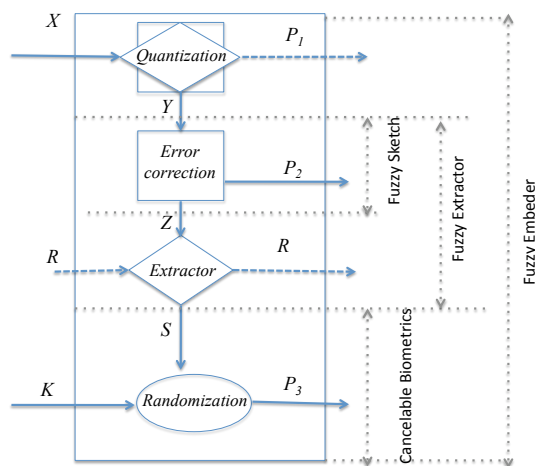 X
P1
Quantization
Y
Error
correction
P2
Z
R
Extractor
R
S
K
Randomization
P3
Fuzzy Sketch
Fuzzy Extractor
Cancelable Biometrics
Fuzzy Embeder